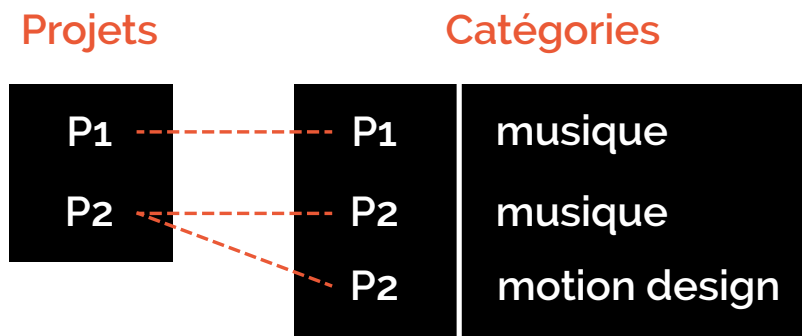 Projets Catégories
P1 P1 musique
P2 P2 musique
P2 motion design